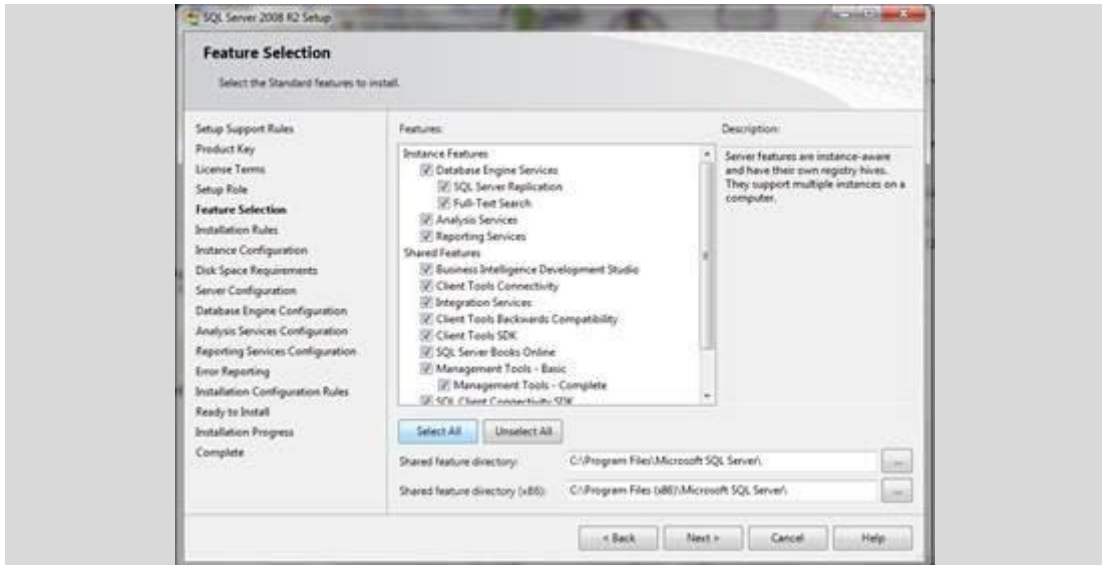 SQL Server 2008 R2 Setup
Feature Selection
Select the Standard features to install.
Setup Support Rules
Product Key
License Terms
Setup Role
Feature Selection
Installation Rules
Instance Configuration
Disk Space Requirements
Server Configuration
Database Engine Configuration
Analysis Services Configuration
Reporting Services Configuration
Error Reporting
Installation Configuration Rules
Ready to Install
Installation Progress
Complete
Features:
Instance Features
Database Engine Services
SQL Server Replication
Full-Text Search
Analysis Services
Reporting Services
Shared Features
Business Intelligence Development Studio
Client Tools Connectivity
Integration Services
Client Tools Backwards Compatibility
Client Tools SDK
SQL Server Books Online
Management Tools - Basic
Management Tools - Complete
SQL Client Connectivity SDK
Description:
Server features are instance-aware
and have their own registry hives.
They support multiple instances on a
computer.
Select All
Unselect All
Shared feature directory:
C:\Program Files\Microsoft SQL Server\
...
Shared feature directory (x86):
C:\Program Files (x86)\Microsoft SQL Server\
...
< Back
Next >
Cancel
Help